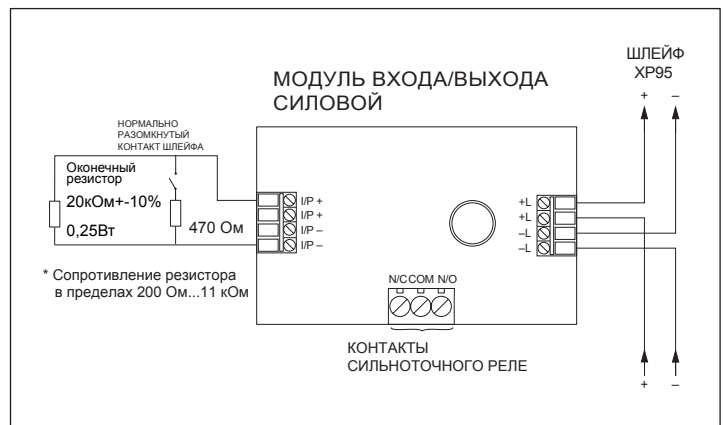 ШЛЕЙФ
XP95
+ –
МОДУЛЬ ВХОДА/ВЫХОДА
СИЛОВОЙ
НОРМАЛЬНО
РАЗОМКНУТЫЙ
КОНТАКТ ШЛЕЙФА
Оконечный
резистор
20кОм+-10%
0,25Вт
470 Ом
I/P +
I/P +
I/P –
I/P –
+L
+L
–L
–L
* Сопротивление резистора
в пределах 200 Ом...11 кОм
N/C COM N/O
КОНТАКТЫ
СИЛЬНОТОЧНОГО РЕЛЕ
+ –